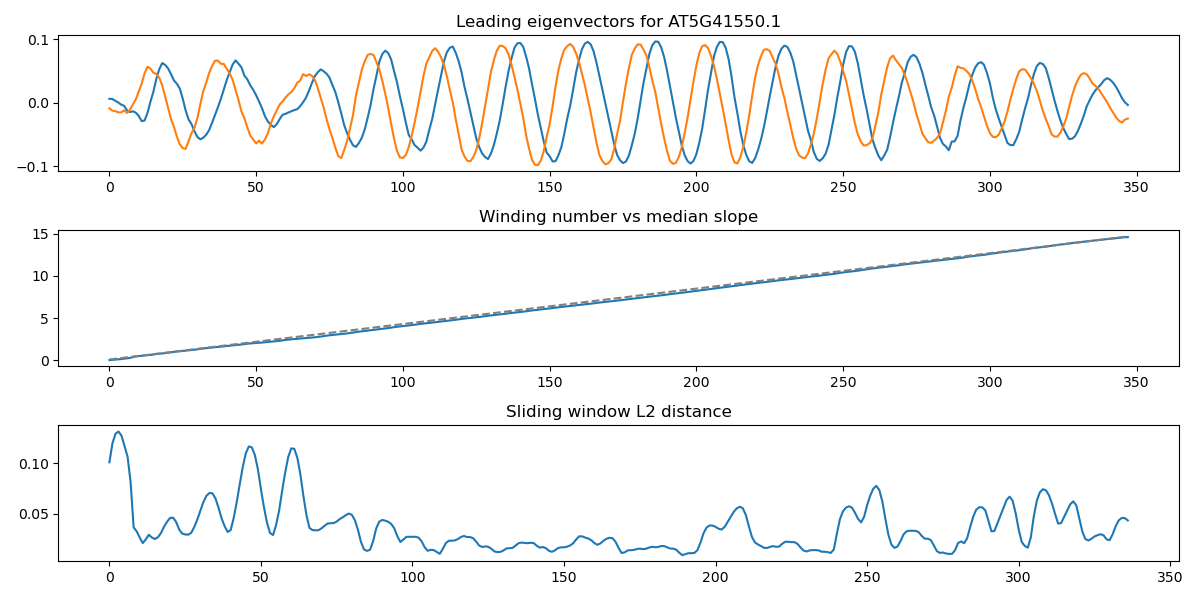 Leading eigenvectors for AT5G41550.1
0.1
0.0
−0.1
0 50 100 150 200 250 300 350
Winding number vs median slope
15
10
5
0
0 50 100 150 200 250 300 350
Sliding window L2 distance
0.10
0.05
0 50 100 150 200 250 300 350